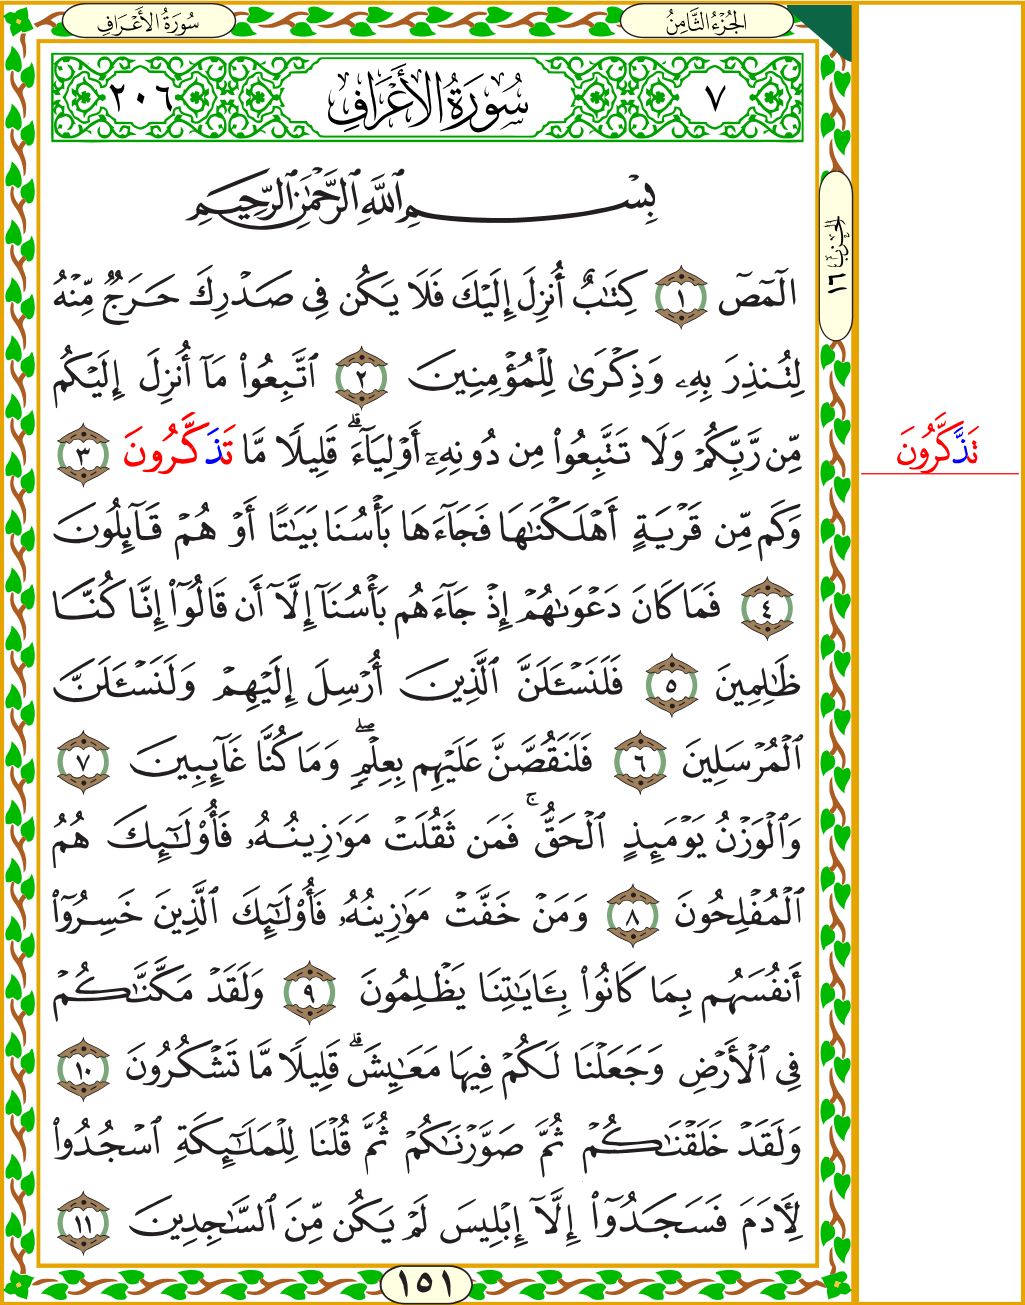 سُورَةُ الأَعْرَافِ
الجُزْءُ الثَّامِنُ
٢٠٦ سُورَةُ الأَعْرَافِ ٧
بِسْمِ ٱللَّهِ ٱلرَّحْمَٰنِ ٱلرَّحِيمِ
الحِزْبُ ١٦
الٓمٓصٓ ١ كِتَٰبٌ أُنزِلَ إِلَيْكَ فَلَا يَكُن فِى صَدْرِكَ حَرَجٌ مِّنْهُ
لِتُنذِرَ بِهِۦ وَذِكْرَىٰ لِلْمُؤْمِنِينَ ٢ ٱتَّبِعُوا۟ مَآ أُنزِلَ إِلَيْكُم
مِّن رَّبِّكُمْ وَلَا تَتَّبِعُوا۟ مِن دُونِهِۦٓ أَوْلِيَآءَ ۗ قَلِيلًا مَّا تَذَكَّرُونَ ٣
تَذَّكَّرُونَ
وَكَم مِّن قَرْيَةٍ أَهْلَكْنَٰهَا فَجَآءَهَا بَأْسُنَا بَيَٰتًا أَوْ هُمْ قَآئِلُونَ
٤ فَمَا كَانَ دَعْوَىٰهُمْ إِذْ جَآءَهُم بَأْسُنَآ إِلَّآ أَن قَالُوٓا۟ إِنَّا كُنَّا
ظَٰلِمِينَ ٥ فَلَنَسْـَٔلَنَّ ٱلَّذِينَ أُرْسِلَ إِلَيْهِمْ وَلَنَسْـَٔلَنَّ
ٱلْمُرْسَلِينَ ٦ فَلَنَقُصَّنَّ عَلَيْهِم بِعِلْمٍ ۖ وَمَا كُنَّا غَآئِبِينَ ٧
وَٱلْوَزْنُ يَوْمَئِذٍ ٱلْحَقُّ ۚ فَمَن ثَقُلَتْ مَوَٰزِينُهُۥ فَأُو۟لَٰٓئِكَ هُمُ
ٱلْمُفْلِحُونَ ٨ وَمَنْ خَفَّتْ مَوَٰزِينُهُۥ فَأُو۟لَٰٓئِكَ ٱلَّذِينَ خَسِرُوٓا۟
أَنفُسَهُم بِمَا كَانُوا۟ بِـَٔايَٰتِنَا يَظْلِمُونَ ٩ وَلَقَدْ مَكَّنَّٰكُمْ
فِى ٱلْأَرْضِ وَجَعَلْنَا لَكُمْ فِيهَا مَعَٰيِشَ ۗ قَلِيلًا مَّا تَشْكُرُونَ ١٠
وَلَقَدْ خَلَقْنَٰكُمْ ثُمَّ صَوَّرْنَٰكُمْ ثُمَّ قُلْنَا لِلْمَلَٰٓئِكَةِ ٱسْجُدُوا۟
لِـَٔادَمَ فَسَجَدُوٓا۟ إِلَّآ إِبْلِيسَ لَمْ يَكُن مِّنَ ٱلسَّٰجِدِينَ ١١
١٥١